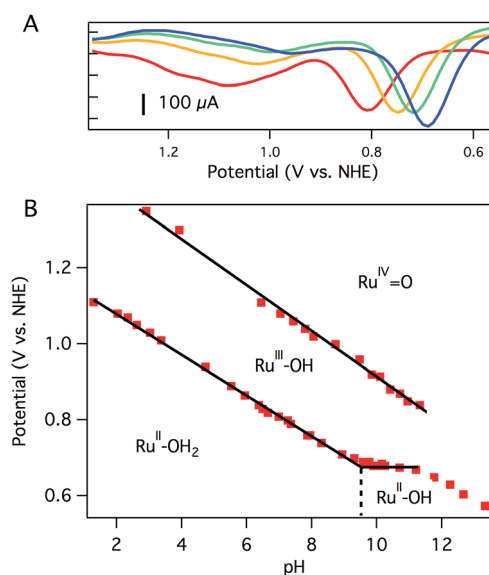 A
100 µA
1.2 1.0 0.8 0.6
Potential (V vs. NHE)
B
Potential (V vs. NHE)
1.2
1.0
0.8
0.6
Ru^IV=O
Ru^III-OH
Ru^II-OH₂
Ru^II-OH
2 4 6 8 10 12
pH